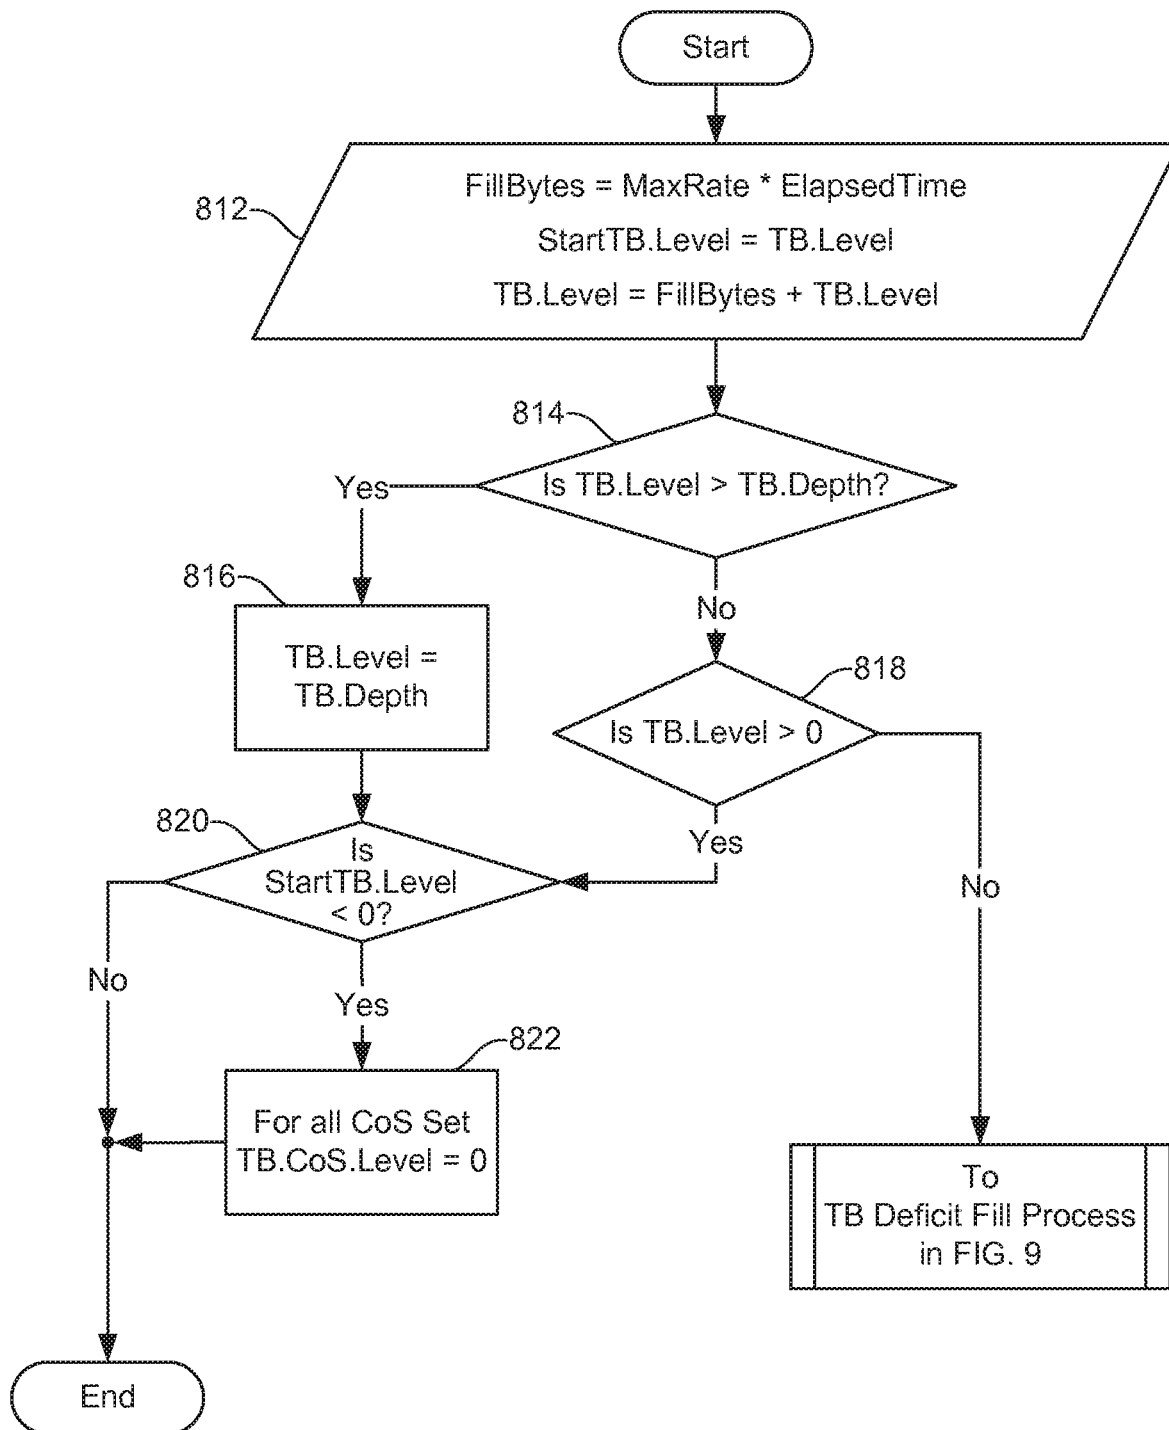 Start
812
FillBytes = MaxRate * ElapsedTime
StartTB.Level = TB.Level
TB.Level = FillBytes + TB.Level
814
Is TB.Level > TB.Depth?
Yes
No
816
TB.Level =
TB.Depth
818
Is TB.Level > 0
Yes
No
820
Is
StartTB.Level
< 0?
No
Yes
822
For all CoS Set
TB.CoS.Level = 0
To
TB Deficit Fill Process
in FIG. 9
End